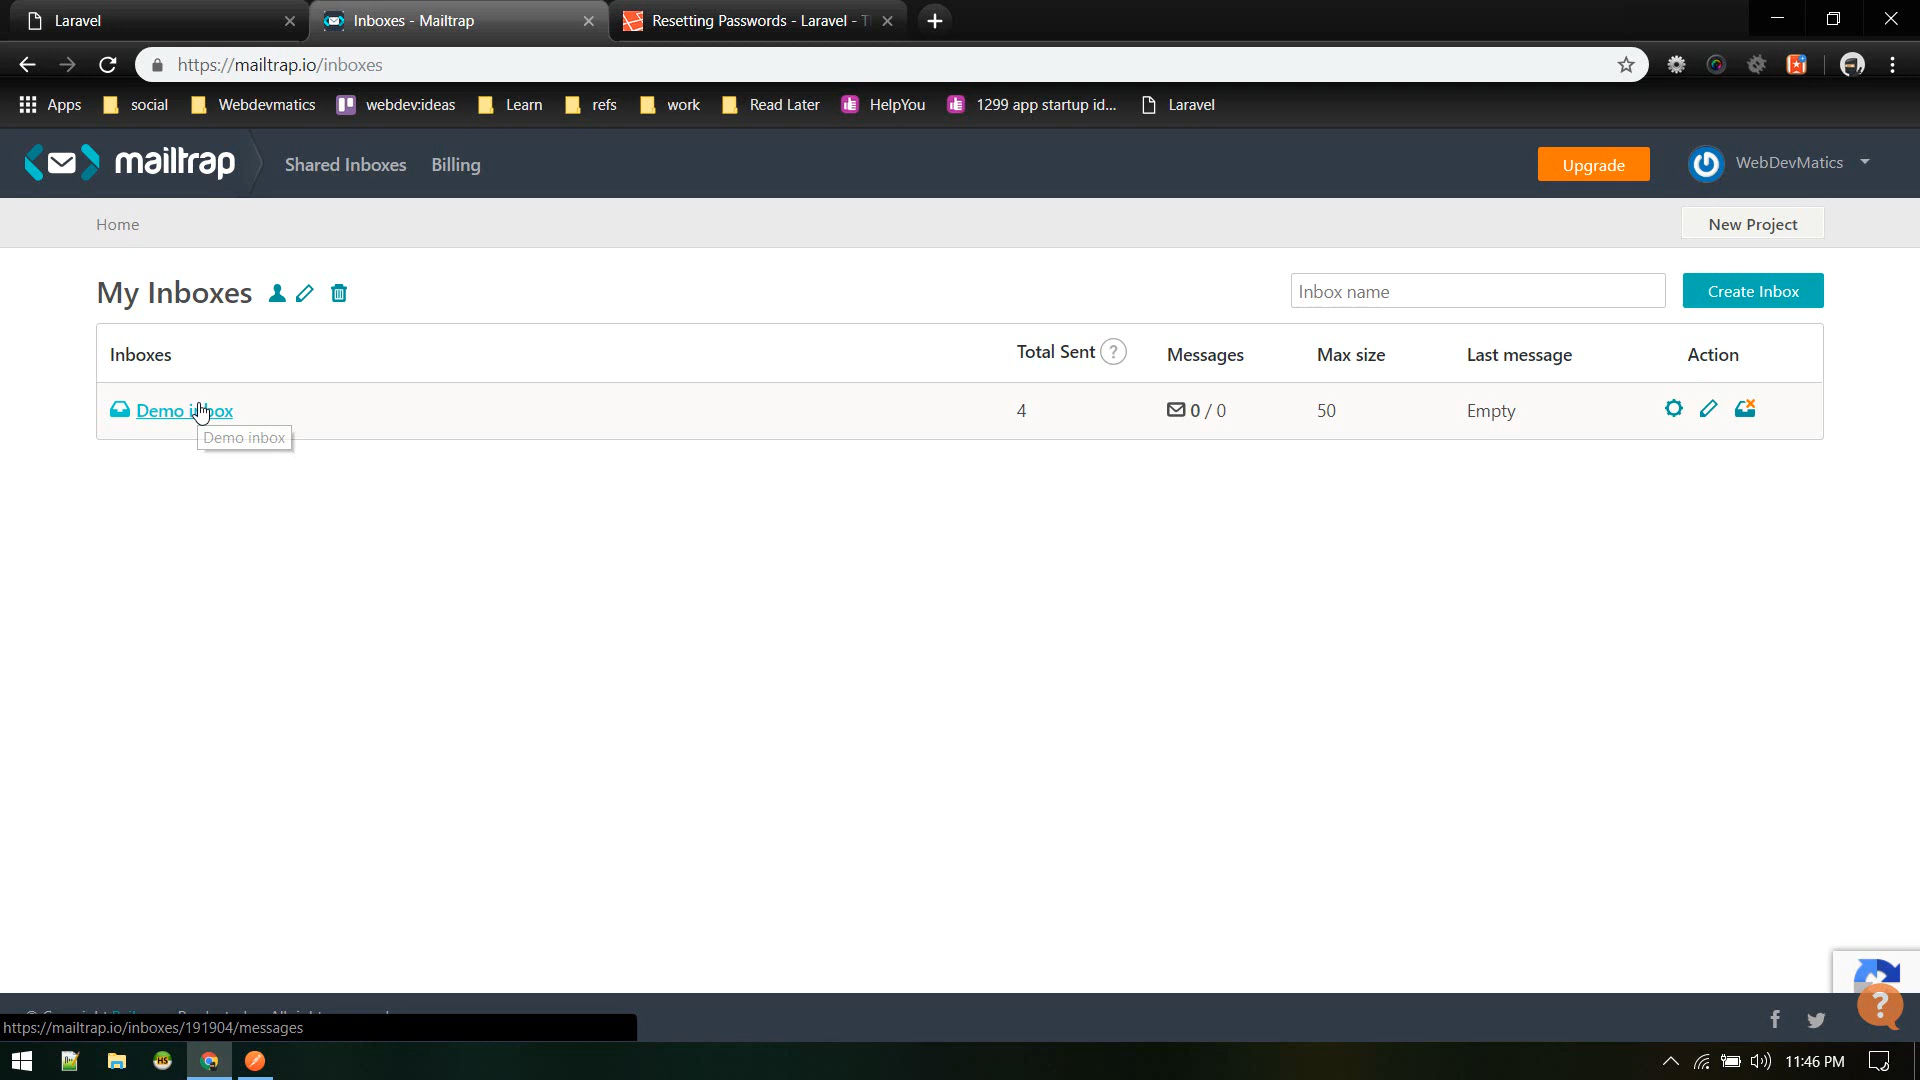 Laravel
Inboxes - Mailtrap
Resetting Passwords - Laravel - T
https://mailtrap.io/inboxes
Apps social Webdevmatics webdev:ideas Learn refs work Read Later HelpYou 1299 app startup id... Laravel
mailtrap Shared Inboxes Billing Upgrade WebDevMatics
Home New Project
My Inboxes Inbox name Create Inbox
Inboxes Total Sent ? Messages Max size Last message Action
Demo inbox 4 0 / 0 50 Empty
Demo inbox
?
https://mailtrap.io/inboxes/191904/messages
HS 11:46 PM